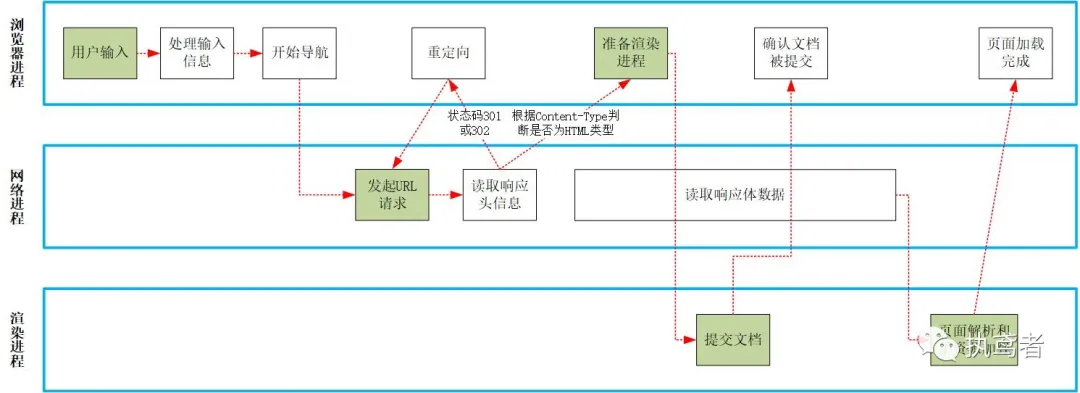 浏览器进程
用户输入
处理输入
信息
开始导航
重定向
准备渲染
进程
确认文档
被提交
页面加载
完成
状态码301
或302
根据Content-Type判
断是否为HTML类型
网络进程
发起URL
请求
读取响应
头信息
读取响应体数据
渲染进程
提交文档
页面解析和
执鸢者